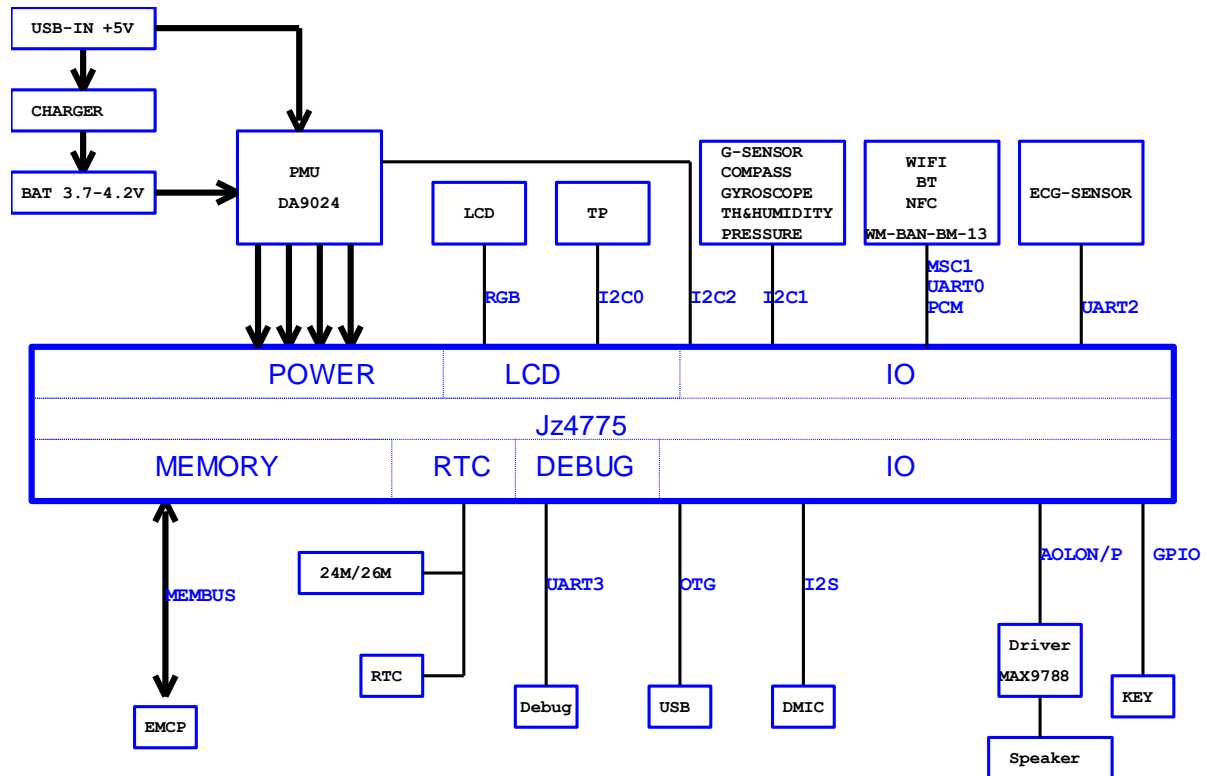 USB-IN +5V
CHARGER
BAT 3.7-4.2V
PMU
DA9024
LCD
TP
G-SENSOR
COMPASS
GYROSCOPE
TH&HUMIDITY
PRESSURE
WIFI
BT
NFC
WM-BAN-BM-13
ECG-SENSOR
RGB
I2C0
I2C2
I2C1
MSC1
UART0
PCM
UART2
POWER
LCD
IO
Jz4775
MEMORY
RTC
DEBUG
IO
MEMBUS
24M/26M
RTC
UART3
OTG
I2S
AOLON/P
GPIO
EMCP
Debug
USB
DMIC
Driver
MAX9788
KEY
Speaker